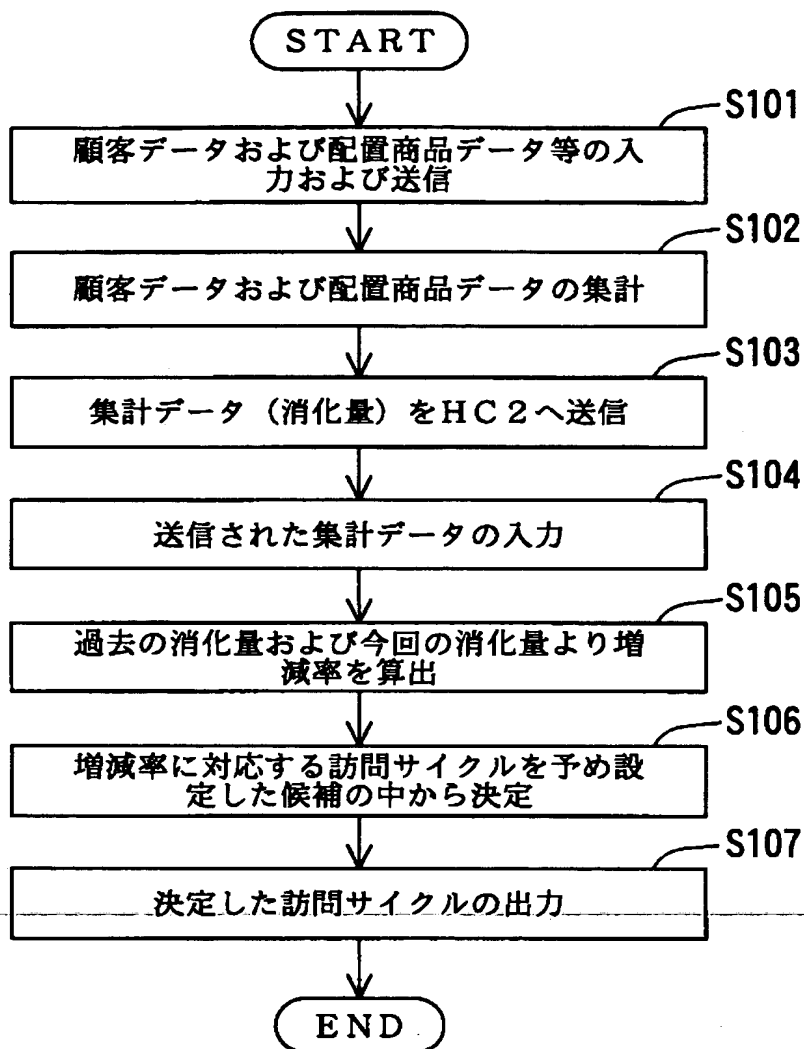 START
S101
顧客データおよび配置商品データ等の入
力および送信
S102
顧客データおよび配置商品データの集計
S103
集計データ（消化量）をHC2へ送信
S104
送信された集計データの入力
S105
過去の消化量および今回の消化量より増
減率を算出
S106
増減率に対応する訪問サイクルを予め設
定した候補の中から決定
S107
決定した訪問サイクルの出力
END